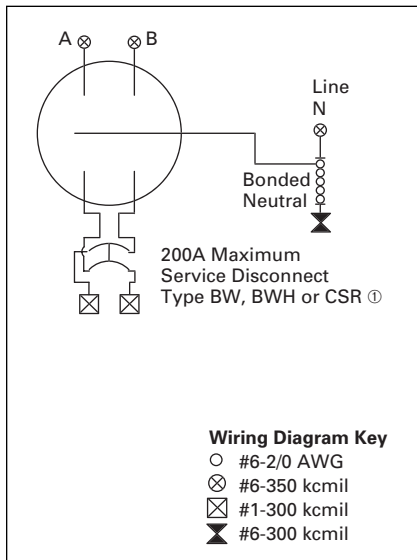 A B
Line
N
Bonded
Neutral
200A Maximum
Service Disconnect
Type BW, BWH or CSR ①
Wiring Diagram Key
#6-2/0 AWG
#6-350 kcmil
#1-300 kcmil
#6-300 kcmil